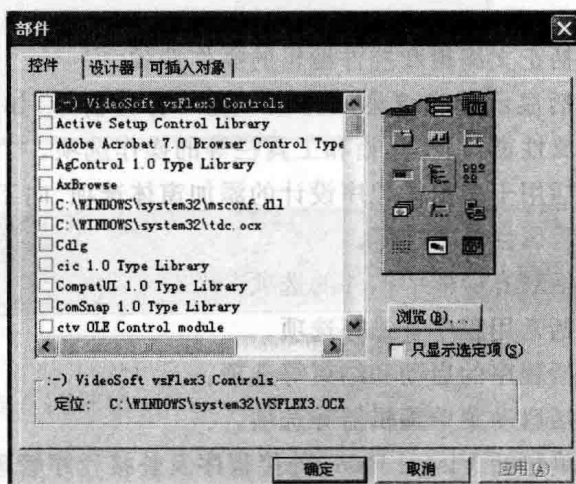 部件
控件 设计器 可插入对象
:-) VideoSoft vsFlex3 Controls
Active Setup Control Library
Adobe Acrobat 7.0 Browser Control Type
AgControl 1.0 Type Library
AxBrowse
C:\WINDOWS\system32\msconf.dll
C:\WINDOWS\system32\tdc.ocx
Cdlg
cic 1.0 Type Library
CompatUI 1.0 Type Library
ComSnap 1.0 Type Library
ctv OLE Control module
浏览(B)...
只显示选定项(S)
:-) VideoSoft vsFlex3 Controls
定位: C:\WINDOWS\system32\VSFLEX3.OCX
确定 取消 应用(A)